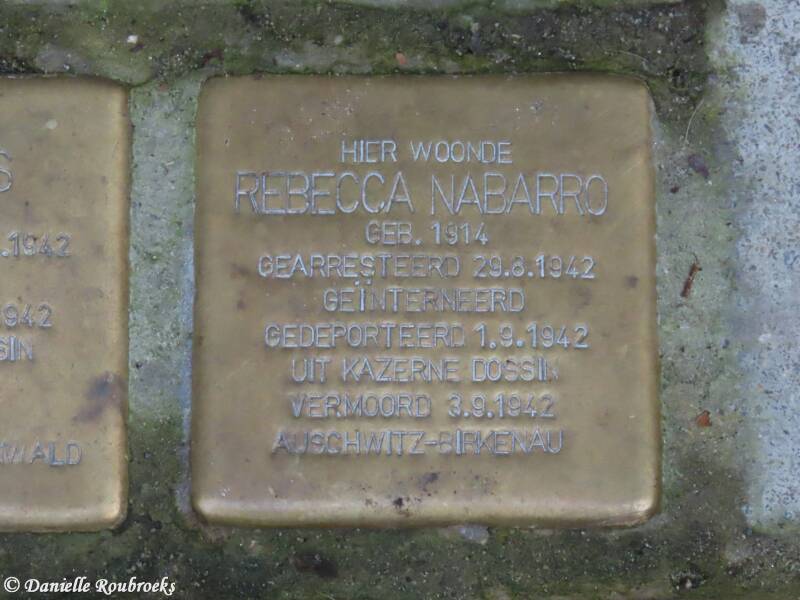 HIER WOONDE
REBECCA NABARRO
GEB. 1914
GEARRESTEERD 29.8.1942
GEÏNTERNEERD
GEDEPORTEERD 1.9.1942
UIT KAZERNE DOSSIN
VERMOORD 3.9.1942
AUSCHWITZ-BIRKENAU
© Danielle Roubroeks